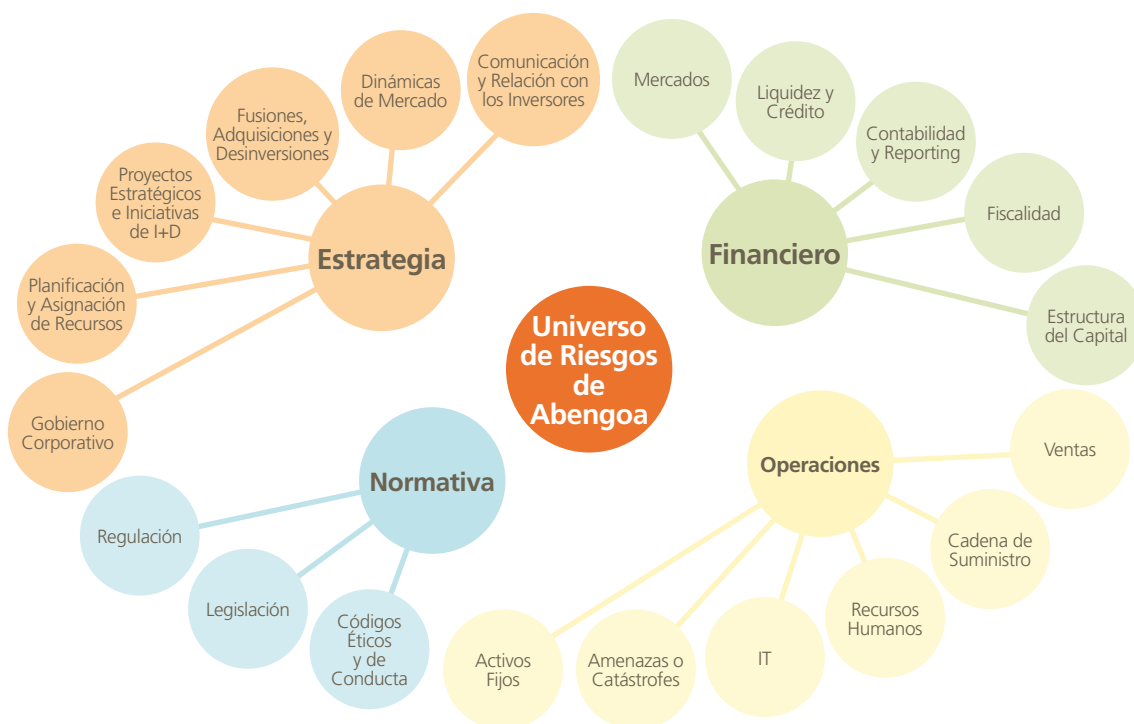 Comunicación
y Relación con
los Inversores
Dinámicas
de Mercado
Fusiones,
Adquisiciones y
Desinversiones
Proyectos
Estratégicos
e Iniciativas
de I+D
Planificación
y Asignación
de Recursos
Gobierno
Corporativo
Estrategia
Mercados
Liquidez y
Crédito
Contabilidad
y Reporting
Fiscalidad
Estructura
del Capital
Financiero
Universo
de Riesgos
de
Abengoa
Normativa
Regulación
Legislación
Códigos
Éticos
y de
Conducta
Operaciones
Ventas
Cadena de
Suministro
Recursos
Humanos
IT
Amenazas o
Catástrofes
Activos
Fijos